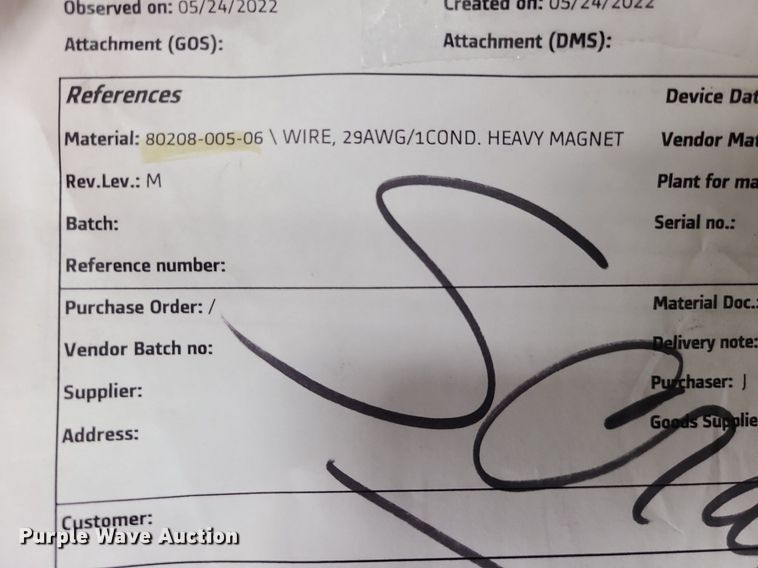 Observed on: 05/24/2022 Created on: 05/24/2022
Attachment (GOS): Attachment (DMS):
References Device Dat
Material: 80208-005-06 \ WIRE, 29AWG/1COND. HEAVY MAGNET Vendor Mat
Rev.Lev.: M Plant for ma
Batch: Serial no.:
Reference number:
Purchase Order: / Material Doc.:
Vendor Batch no: Delivery note:
Supplier: Purchaser: J
Address: Goods Supplie
Customer:
Purple Wave Auction